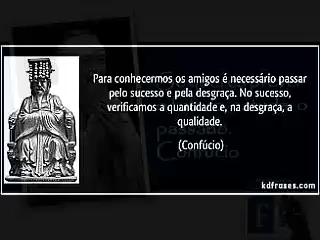 Para conhecermos os amigos é necessário passar
pelo sucesso e pela desgraça. No sucesso,
verificamos a quantidade e, na desgraça, a
qualidade.
(Confúcio)
kdfrases.com
Confúcio